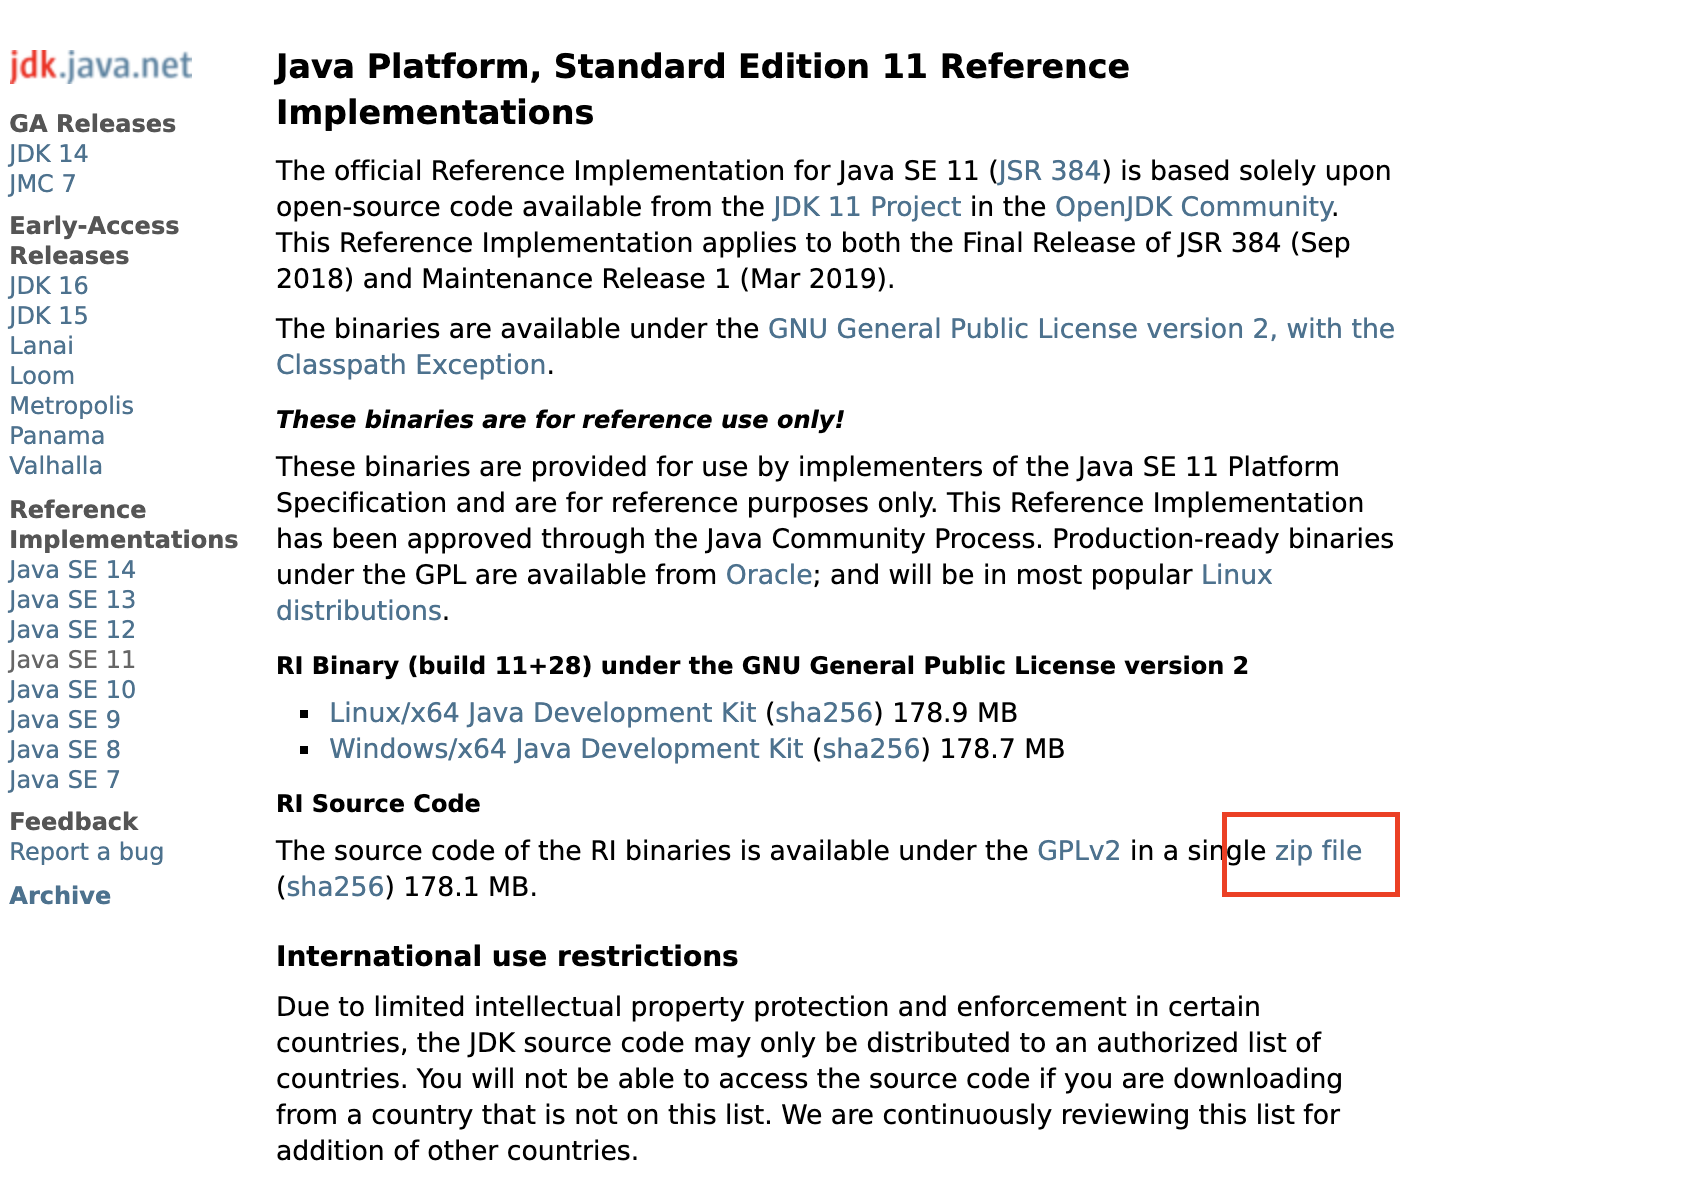 jdk.java.net
GA Releases
JDK 14
JMC 7
Early-Access
Releases
JDK 16
JDK 15
Lanai
Loom
Metropolis
Panama
Valhalla
Reference
Implementations
Java SE 14
Java SE 13
Java SE 12
Java SE 11
Java SE 10
Java SE 9
Java SE 8
Java SE 7
Feedback
Report a bug
Archive
Java Platform, Standard Edition 11 Reference
Implementations
The official Reference Implementation for Java SE 11 (JSR 384) is based solely upon
open-source code available from the JDK 11 Project in the OpenJDK Community.
This Reference Implementation applies to both the Final Release of JSR 384 (Sep
2018) and Maintenance Release 1 (Mar 2019).
The binaries are available under the GNU General Public License version 2, with the
Classpath Exception.
These binaries are for reference use only!
These binaries are provided for use by implementers of the Java SE 11 Platform
Specification and are for reference purposes only. This Reference Implementation
has been approved through the Java Community Process. Production-ready binaries
under the GPL are available from Oracle; and will be in most popular Linux
distributions.
RI Binary (build 11+28) under the GNU General Public License version 2
▪ Linux/x64 Java Development Kit (sha256) 178.9 MB
▪ Windows/x64 Java Development Kit (sha256) 178.7 MB
RI Source Code
The source code of the RI binaries is available under the GPLv2 in a single zip file
(sha256) 178.1 MB.
International use restrictions
Due to limited intellectual property protection and enforcement in certain
countries, the JDK source code may only be distributed to an authorized list of
countries. You will not be able to access the source code if you are downloading
from a country that is not on this list. We are continuously reviewing this list for
addition of other countries.